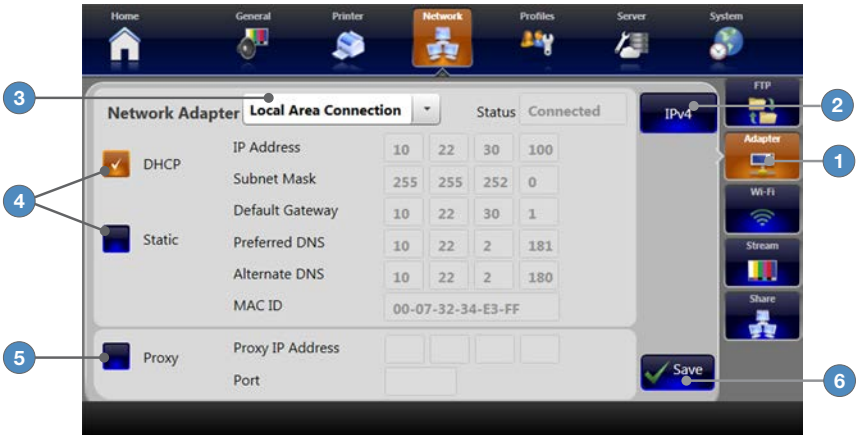 Home General Printer Network Profiles Server System
3
Network Adapter Local Area Connection Status Connected IPv4 FTP 2
4 DHCP IP Address 10 22 30 100 Adapter 1
Subnet Mask 255 255 252 0
Default Gateway 10 22 30 1 Wi-Fi
Static Preferred DNS 10 22 2 181 Stream
Alternate DNS 10 22 2 180
MAC ID 00-07-32-34-E3-FF Share
5 Proxy Proxy IP Address
Port Save 6